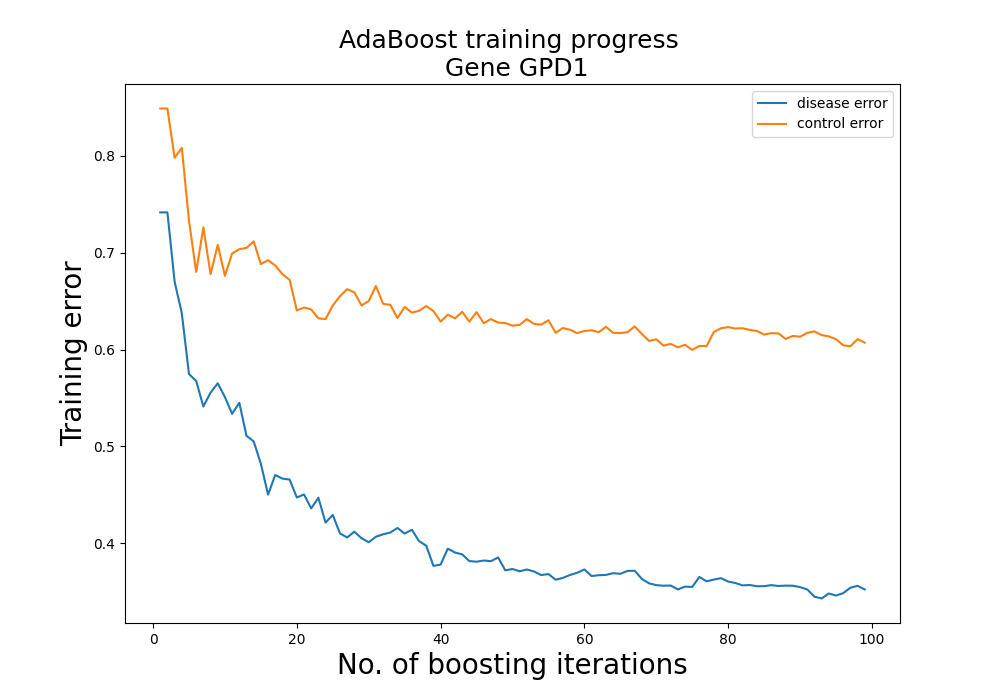 AdaBoost training progress
Gene GPD1
disease error
control error
0.8
0.7
0.6
0.5
0.4
Training error
0 20 40 60 80 100
No. of boosting iterations